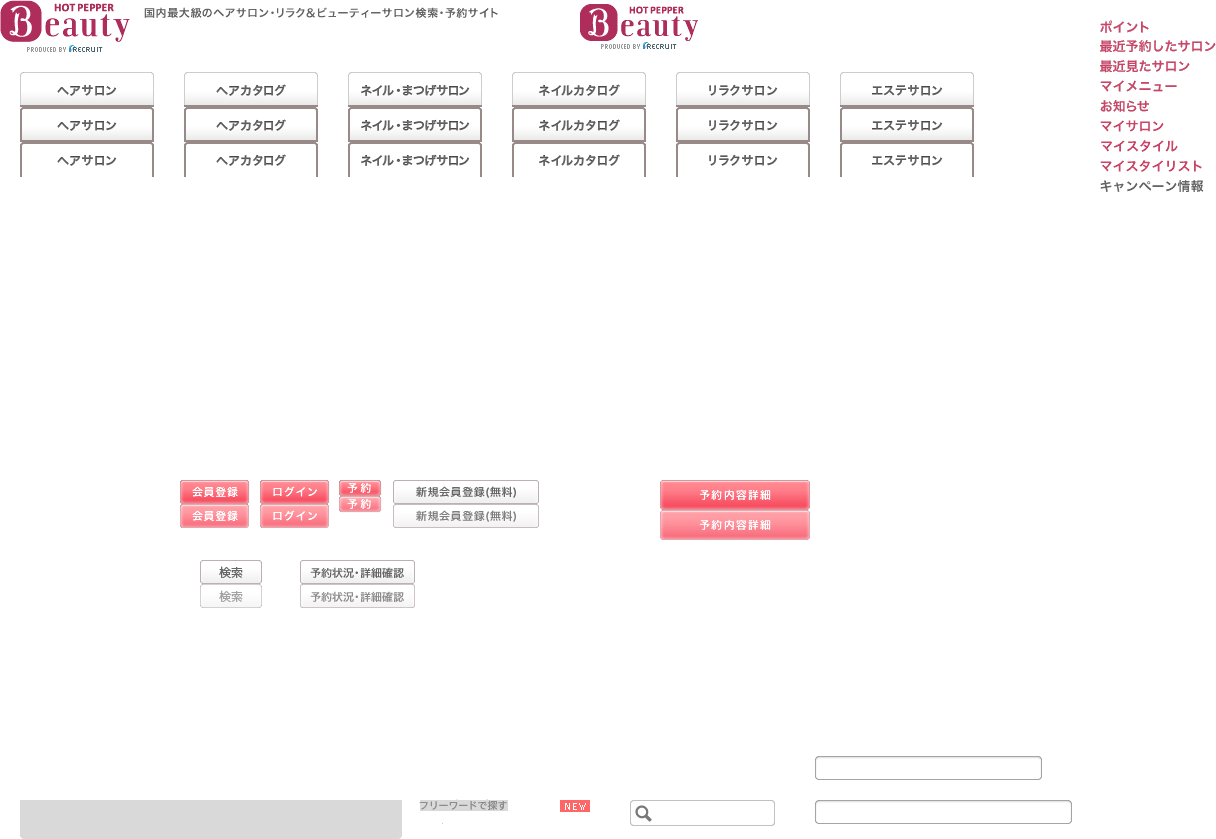 HOT PEPPER
Beauty
PRODUCED BY RECRUIT
国内最大級のヘアサロン・リラク&ビューティーサロン検索・予約サイト
HOT PEPPER
Beauty
PRODUCED BY RECRUIT
ポイント
最近予約したサロン
最近見たサロン
マイメニュー
お知らせ
マイサロン
マイスタイル
マイスタイリスト
キャンペーン情報
ヘアサロン ヘアカタログ ネイル・まつげサロン ネイルカタログ リラクサロン エステサロン
ヘアサロン ヘアカタログ ネイル・まつげサロン ネイルカタログ リラクサロン エステサロン
ヘアサロン ヘアカタログ ネイル・まつげサロン ネイルカタログ リラクサロン エステサロン
会員登録 ログイン 予約 新規会員登録(無料) 予約内容詳細
会員登録 ログイン 予約 新規会員登録(無料) 予約内容詳細
検索 予約状況・詳細確認
検索 予約状況・詳細確認
フリーワードで探す NEW